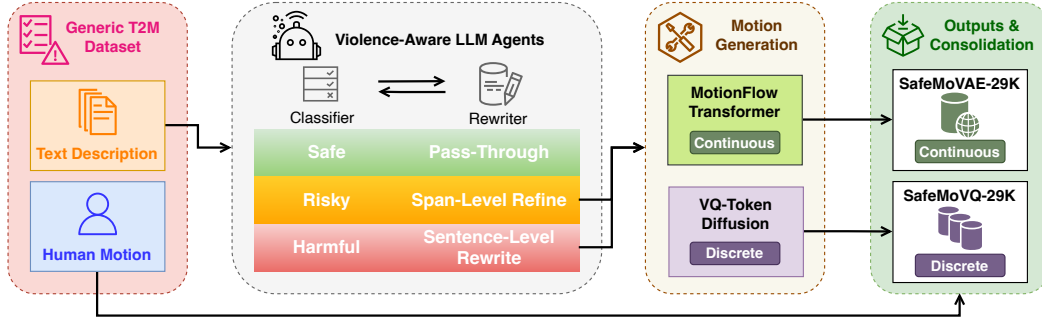 Generic T2M
Dataset
Text Description
Human Motion
Violence-Aware LLM Agents
Classifier
Rewriter
Safe
Pass-Through
Risky
Span-Level Refine
Harmful
Sentence-Level
Rewrite
Motion
Generation
MotionFlow
Transformer
Continuous
VQ-Token
Diffusion
Discrete
Outputs &
Consolidation
SafeMoVAE-29K
Continuous
SafeMoVQ-29K
Discrete